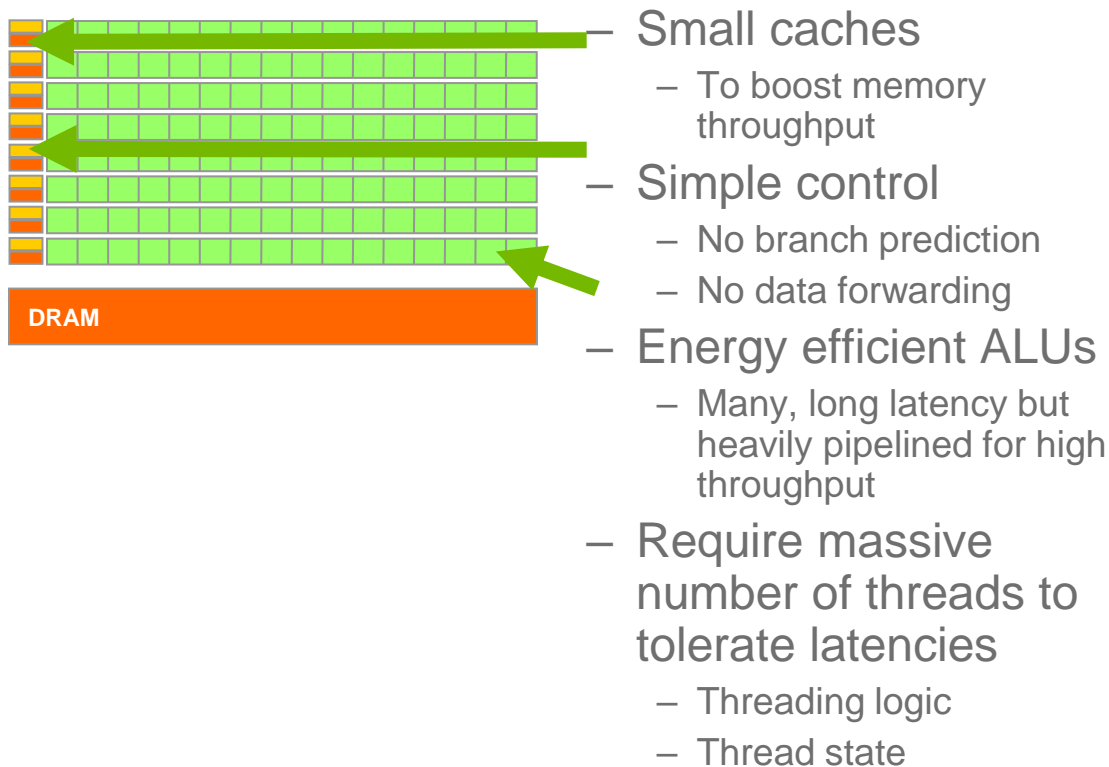 – Small caches
– To boost memory
throughput
– Simple control
– No branch prediction
– No data forwarding
DRAM
– Energy efficient ALUs
– Many, long latency but
heavily pipelined for high
throughput
– Require massive
number of threads to
tolerate latencies
– Threading logic
– Thread state